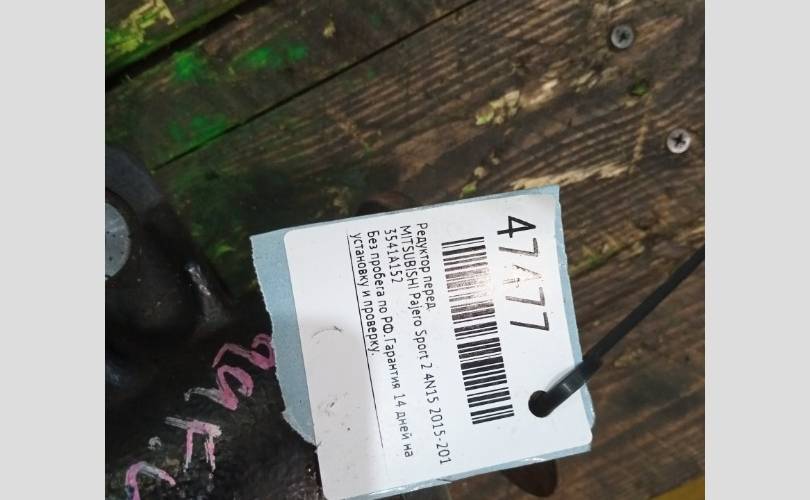 47477
Редуктор перед.
MITSUBISHI Pajero Sport 2 4N15 2015-201
3541A152
Без пробега по РФ. Гарантия 14 дней на
установку и проверку.